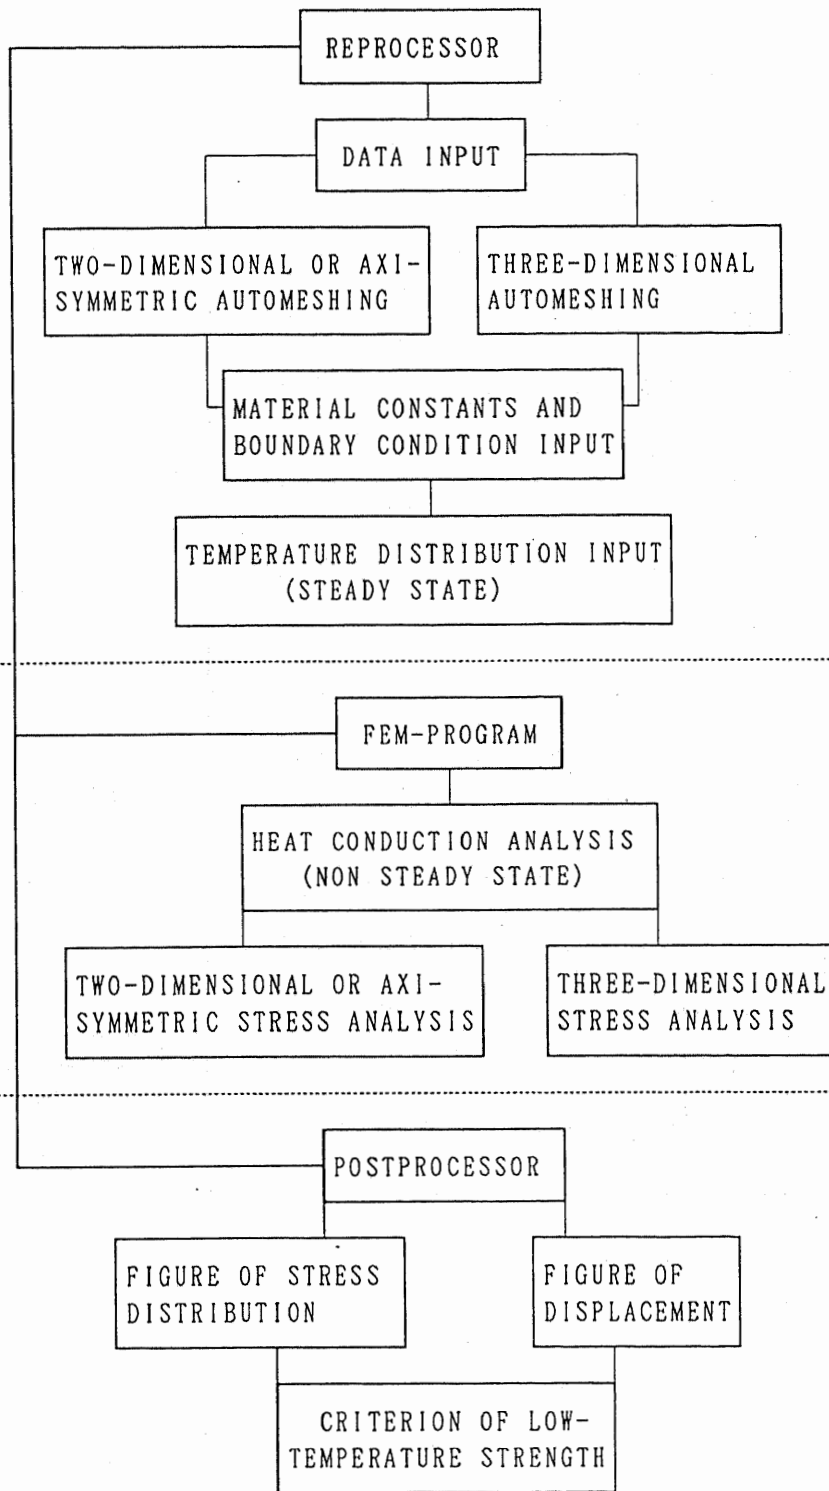 REPROCESSOR
DATA INPUT
TWO-DIMENSIONAL OR AXI-
SYMMETRIC AUTOMESHING
THREE-DIMENSIONAL
AUTOMESHING
MATERIAL CONSTANTS AND
BOUNDARY CONDITION INPUT
TEMPERATURE DISTRIBUTION INPUT
(STEADY STATE)
FEM-PROGRAM
HEAT CONDUCTION ANALYSIS
(NON STEADY STATE)
TWO-DIMENSIONAL OR AXI-
SYMMETRIC STRESS ANALYSIS
THREE-DIMENSIONAL
STRESS ANALYSIS
POSTPROCESSOR
FIGURE OF STRESS
DISTRIBUTION
FIGURE OF
DISPLACEMENT
CRITERION OF LOW-
TEMPERATURE STRENGTH